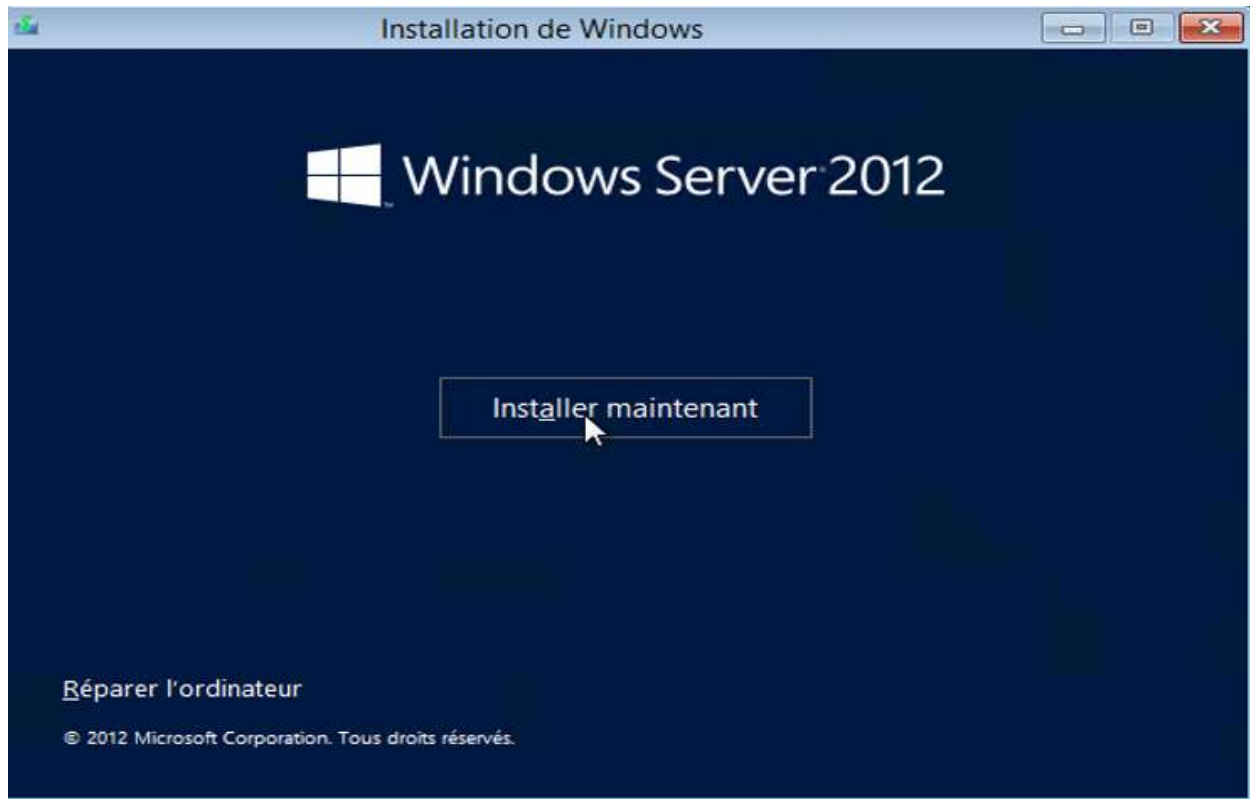 Installation de Windows
Windows Server 2012
Installer maintenant
Réparer l'ordinateur
© 2012 Microsoft Corporation. Tous droits réservés.